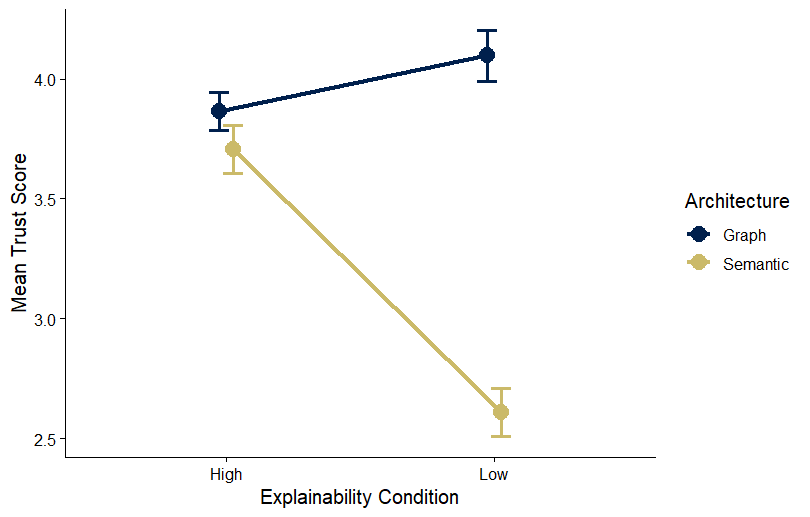 Mean Trust Score
4.0
3.5
3.0
2.5
High
Low
Explainability Condition
Architecture
Graph
Semantic